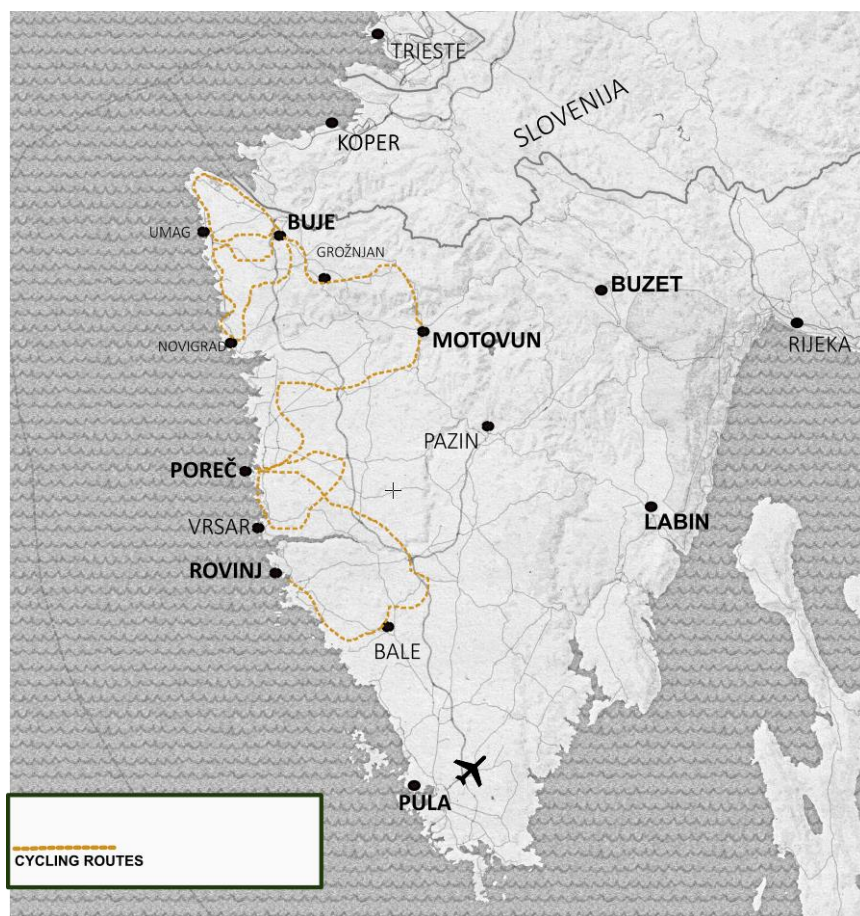 TRIESTE
SLOVENIJA
KOPER
UMAG
BUJE
GROŽNJAN
BUZET
RIJEKA
MOTOVUN
NOVIGRAD
PAZIN
POREČ
LABIN
VRSAR
ROVINJ
BALE
PULA
CYCLING ROUTES